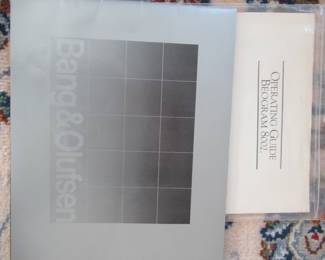 Bang&Olufsen
OPERATING GUIDE
BEOGRAM 8002